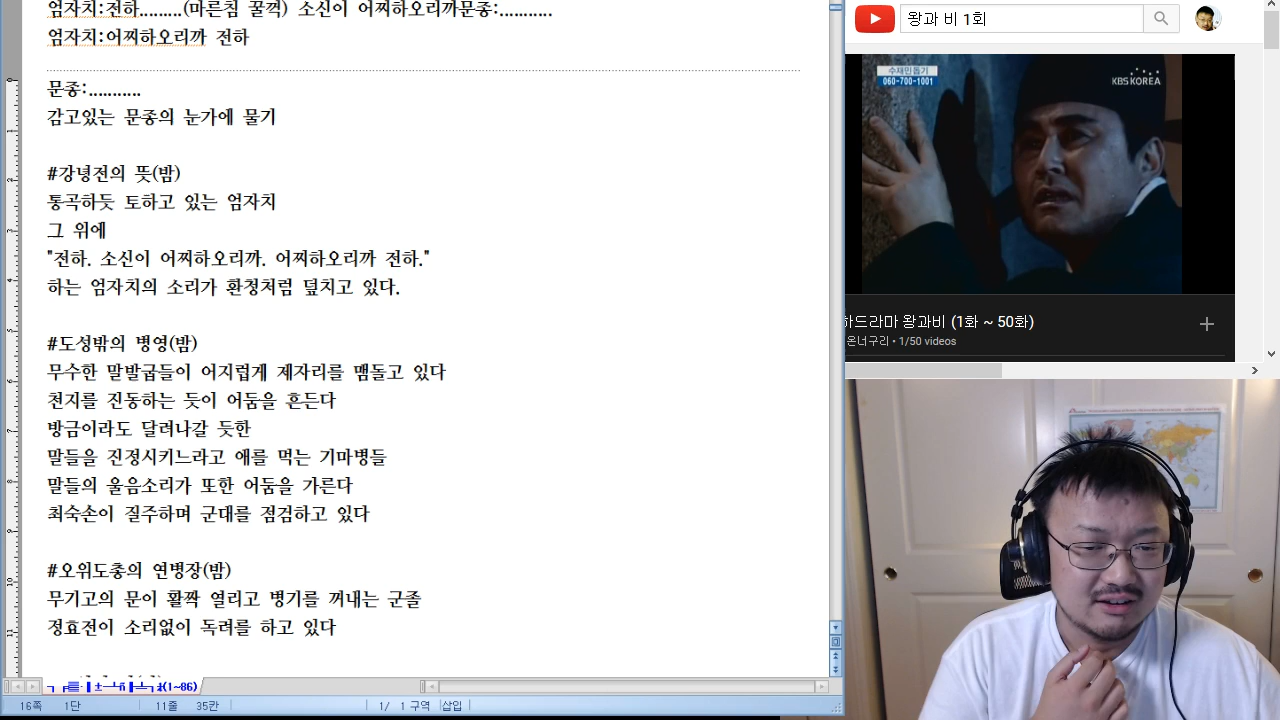 엄자치:전하.........(마른침 꿀꺽) 소신이 어찌하오리까문종:...........
엄자치:어찌하오리까 전하
문종:...........
감고있는 문종의 눈가에 물기
#강녕전의 뜻(밤)
통곡하듯 토하고 있는 엄자치
그 위에
"전하. 소신이 어찌하오리까. 어찌하오리까 전하."
하는 엄자치의 소리가 환청처럼 덮치고 있다.
#도성밖의 병영(밤)
무수한 말발굽들이 어지럽게 제자리를 맴돌고 있다
천지를 진동하는 듯이 어둠을 흔든다
방금이라도 달려나갈 듯한
말들을 진정시키느라고 애를 먹는 기마병들
말들의 울음소리가 또한 어둠을 가른다
최숙손이 질주하며 군대를 점검하고 있다
#오위도총의 연병장(밤)
무기고의 문이 활짝 열리고 병기를 꺼내는 군졸
정효전이 소리없이 독려를 하고 있다
(1~86)
16쪽 1단 11줄 35칸 1/ 1 구역 삽입
왕과 비 1회
수재민돕기
060-700-1001
KBS KOREA
하드라마 왕과비 (1화 ~ 50화)
온너구리 • 1/50 videos